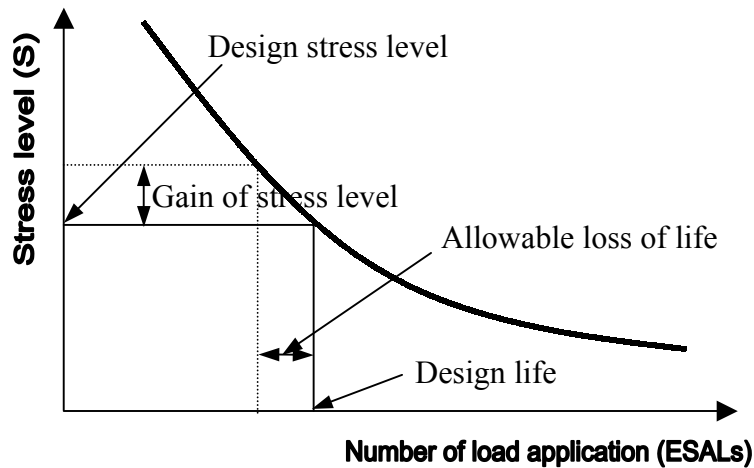 Stress level (S)
Design stress level
Gain of stress level
Allowable loss of life
Design life
Number of load application (ESALs)